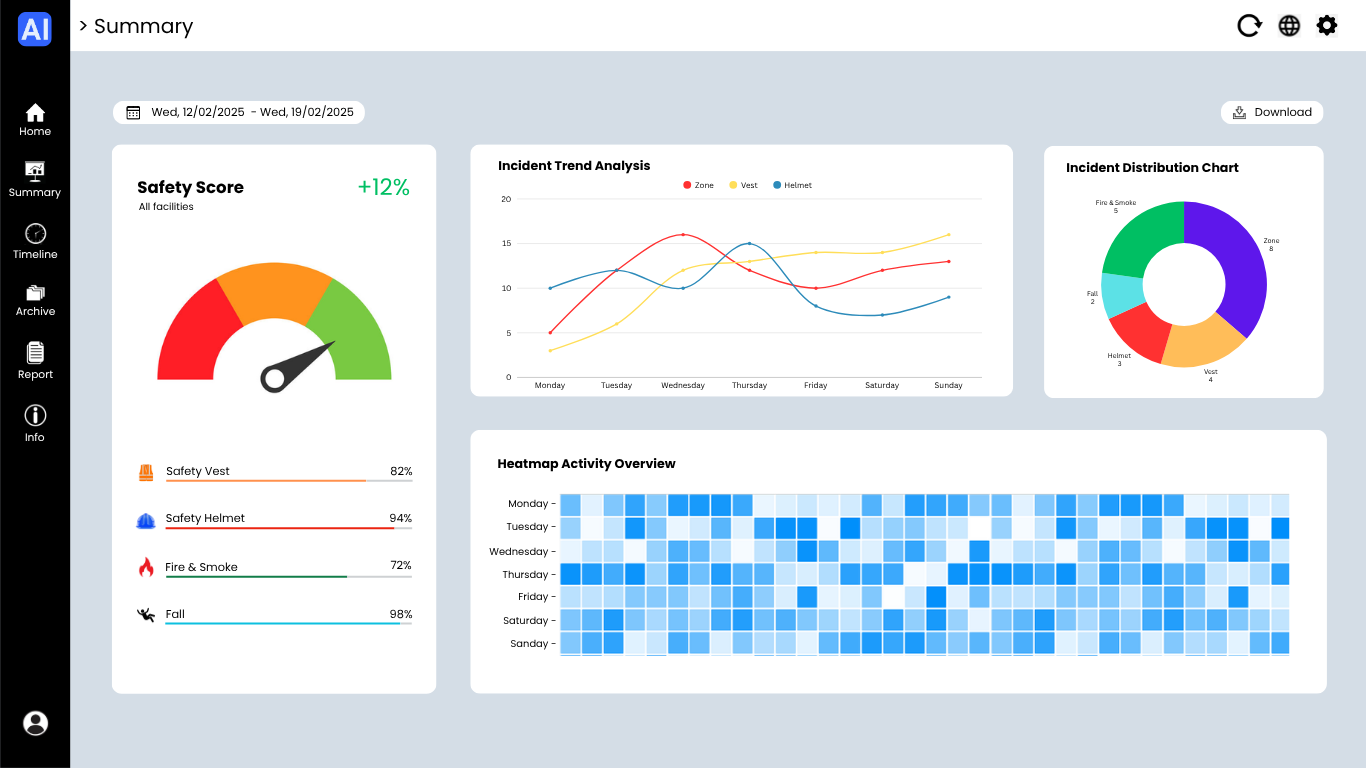 AI
> Summary
Home
Summary
Timeline
Archive
Report
Info
Wed, 12/02/2025 - Wed, 19/02/2025
Download
Safety Score
+12%
All facilities
Safety Vest 82%
Safety Helmet 94%
Fire & Smoke 72%
Fall 98%
Incident Trend Analysis
Zone Vest Helmet
20
15
10
5
0
Monday Tuesday Wednesday Thursday Friday Saturday Sunday
Incident Distribution Chart
Fire & Smoke
5
Zone
8
Fall
2
Helmet
3
Vest
4
Heatmap Activity Overview
Monday -
Tuesday -
Wednesday -
Thursday -
Friday -
Saturday -
Sanday -